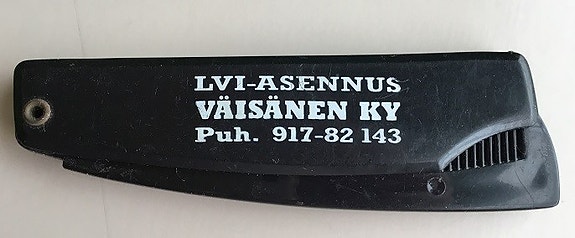 LVI-ASENNUS
VÄISÄNEN KY
Puh. 917-82 143